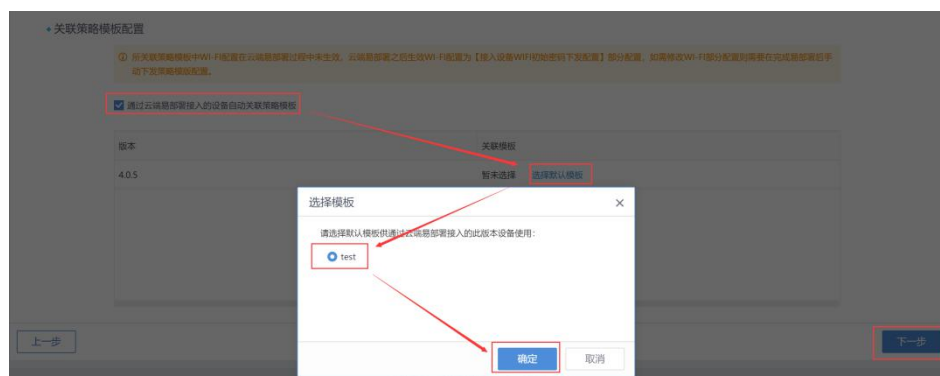 关联策略模板配置
所关联策略模板中Wi-Fi配置在云端易部署过程中未生效，云端易部署之后生效Wi-Fi配置为【接入设备WIFI初始密码下发配置】部分配置，如需修改Wi-Fi部分配置则需要在完成易部署后手
动下发策略模版配置。
通过云端易部署接入的设备自动关联策略模板
版本 关联模板
4.0.5 暂未选择 选择默认模板
选择模板 ×
请选择默认模板供通过云端易部署接入的此版本设备使用：
test
上一步 下一步
确定 取消